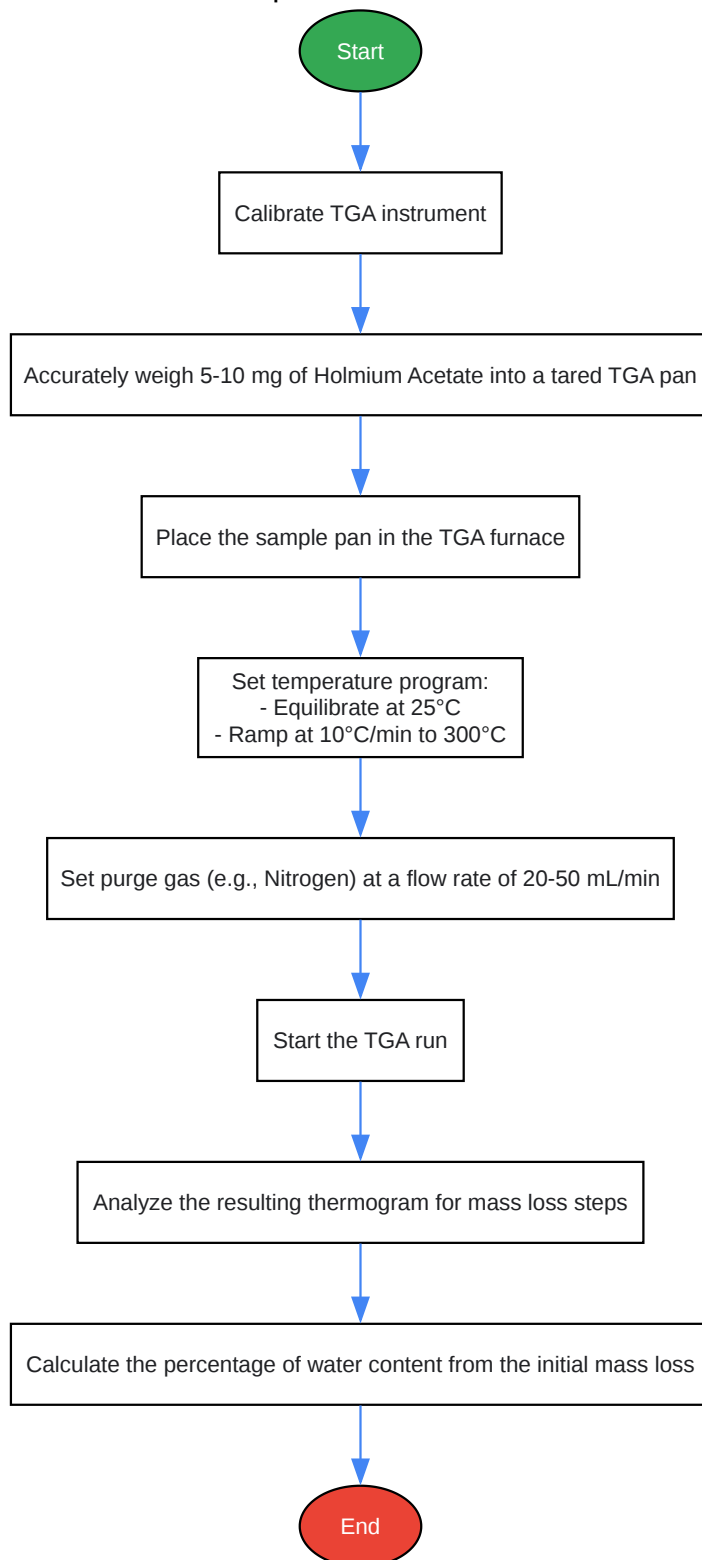 Start
Calibrate TGA instrument
Accurately weigh 5-10 mg of Holmium Acetate into a tared TGA pan
Place the sample pan in the TGA furnace
Set temperature program:
- Equilibrate at 25°C
- Ramp at 10°C/min to 300°C
Set purge gas (e.g., Nitrogen) at a flow rate of 20-50 mL/min
Start the TGA run
Analyze the resulting thermogram for mass loss steps
Calculate the percentage of water content from the initial mass loss
End